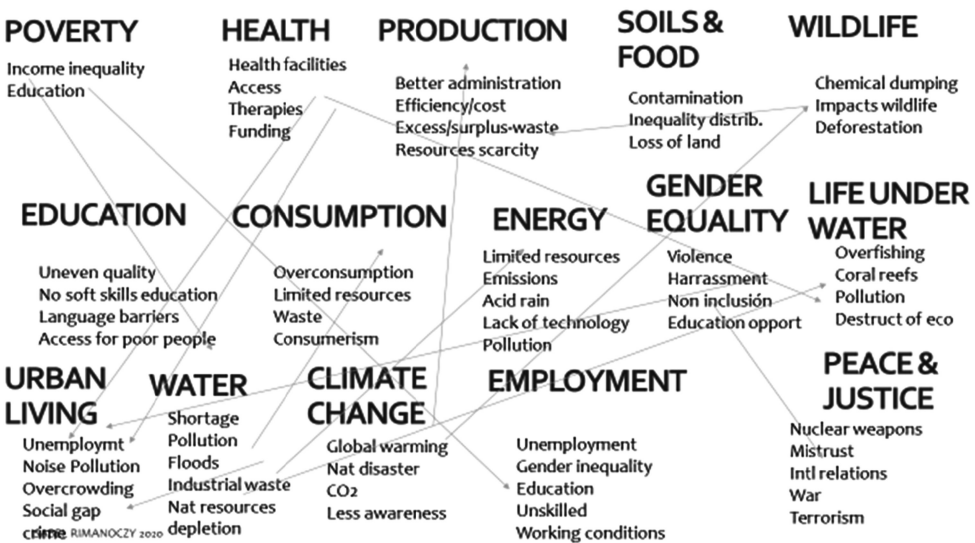 POVERTY
Income inequality
Education
HEALTH
Health facilities
Access
Therapies
Funding
PRODUCTION
Better administration
Efficiency/cost
Excess/surplus-waste
Resources scarcity
SOILS &
FOOD
Contamination
Inequality distrib.
Loss of land
WILDLIFE
Chemical dumping
Impacts wildlife
Deforestation
EDUCATION
Uneven quality
No soft skills education
Language barriers
Access for poor people
CONSUMPTION
Overconsumption
Limited resources
Waste
Consumerism
ENERGY
Limited resources
Emissions
Acid rain
Lack of technology
Pollution
GENDER
EQUALITY
Violence
Harrassment
Non inclusión
Education opport
LIFE UNDER
WATER
Overfishing
Coral reefs
Pollution
Destruct of eco
URBAN
LIVING
Unemploymt
Noise Pollution
Overcrowding
Social gap
crime
RIMANOCZY 2020
WATER
Shortage
Pollution
Floods
Industrial waste
Nat resources
depletion
CLIMATE
CHANGE
Global warming
Nat disaster
CO2
Less awareness
EMPLOYMENT
Unemployment
Gender inequality
Education
Unskilled
Working conditions
PEACE &
JUSTICE
Nuclear weapons
Mistrust
Intl relations
War
Terrorism